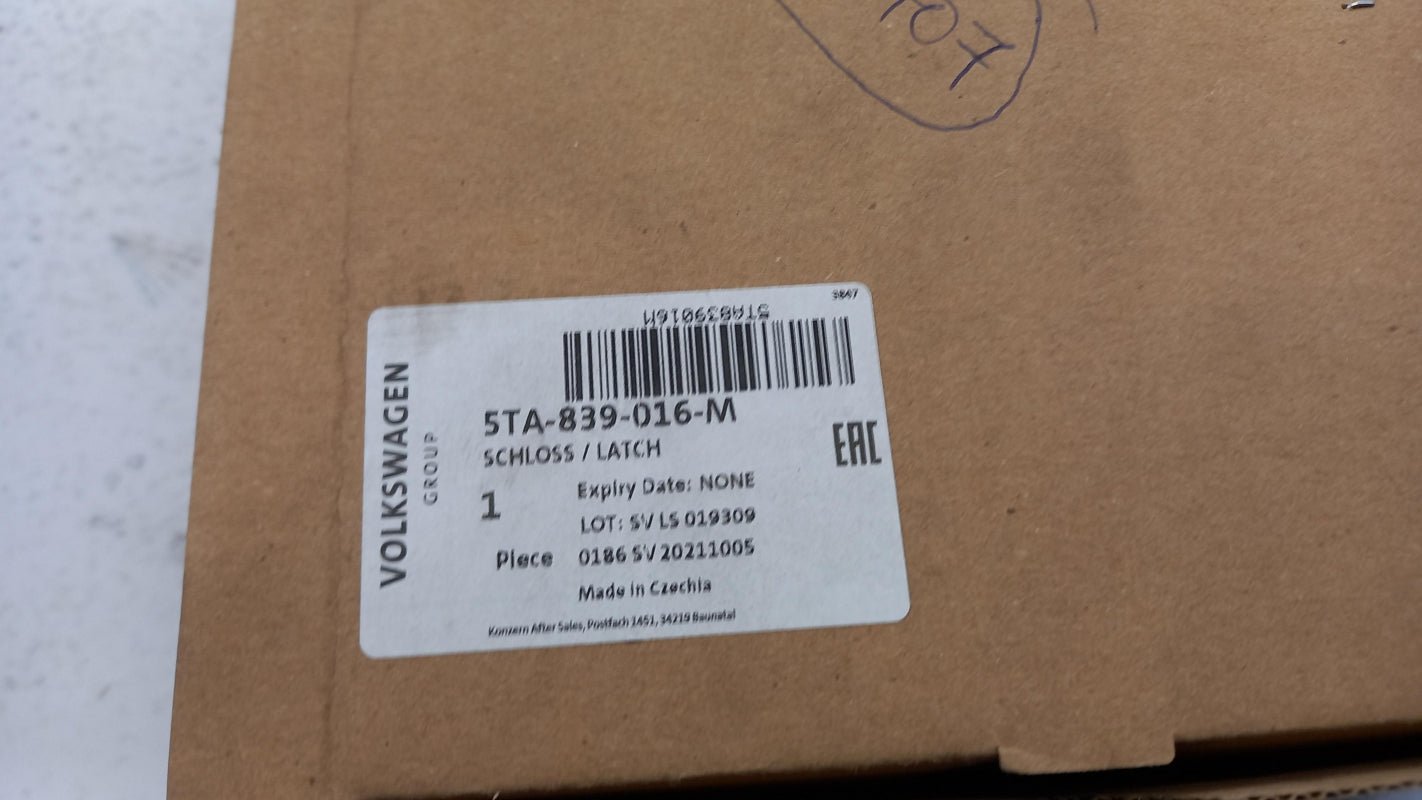 707
3847
5TA839016M
VOLKSWAGEN
GROUP
5TA-839-016-M
SCHLOSS / LATCH
EAC
1
Expiry Date: NONE
LOT: SV LS 019309
Piece 0186 SV 20211005
Made in Czechia
Konzern After Sales, Postfach 1451, 34219 Baunatal